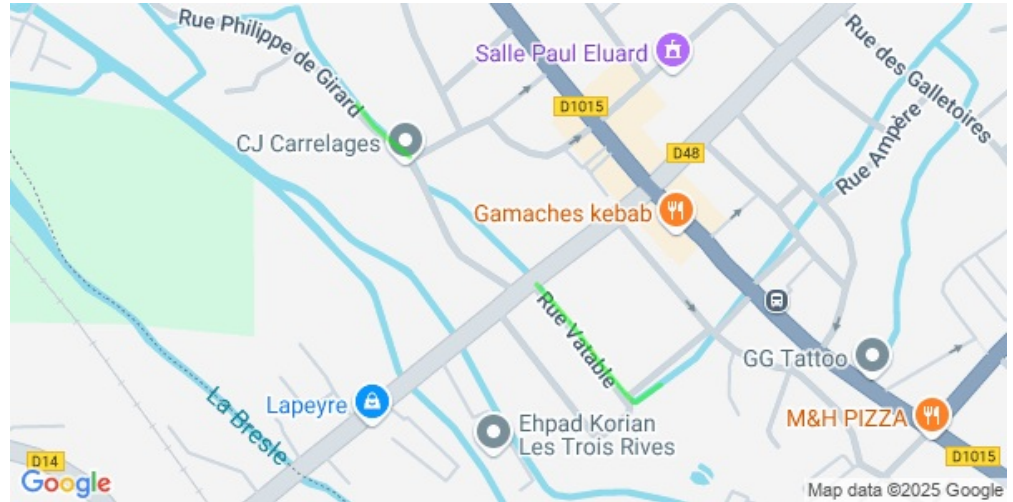 Rue Philippe de Girard
Salle Paul Eluard
Rue des Galletoires
D1015
CJ Carrelages
D48
Rue Ampère
Gamaches kebab
Rue Vatable
GG Tattoo
Lapeyre
La Bresle
M&H PIZZA
Ehpad Korian
Les Trois Rives
D14
D1015
Google
Map data ©2025 Google